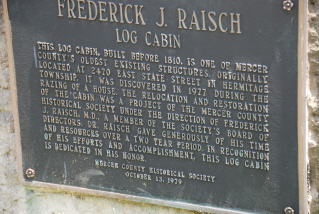 FREDERICK J. RAISCH
LOG CABIN
THIS LOG CABIN, BUILT BEFORE 1810, IS ONE OF MERCER
COUNTY'S OLDEST EXISTING STRUCTURES. ORIGINALLY
LOCATED AT 2470 EAST STATE STREET IN HERMITAGE
TOWNSHIP, IT WAS DISCOVERED IN 1977 DURING THE
RAZING OF A HOUSE. THE RELOCATION AND RESTORATION
OF THE CABIN WAS A PROJECT OF THE MERCER COUNTY
HISTORICAL SOCIETY UNDER THE DIRECTION OF FREDERICK
J. RAISCH, M.D., A MEMBER OF THE SOCIETY'S BOARD OF
DIRECTORS. DR. RAISCH GAVE GENEROUSLY OF HIS TIME
AND RESOURCES OVER A TWO YEAR PERIOD. IN RECOGNITION
OF HIS EFFORTS AND ACCOMPLISHMENT, THIS LOG CABIN
IS DEDICATED IN HIS HONOR.
MERCER COUNTY HISTORICAL SOCIETY
OCTOBER 13, 1979